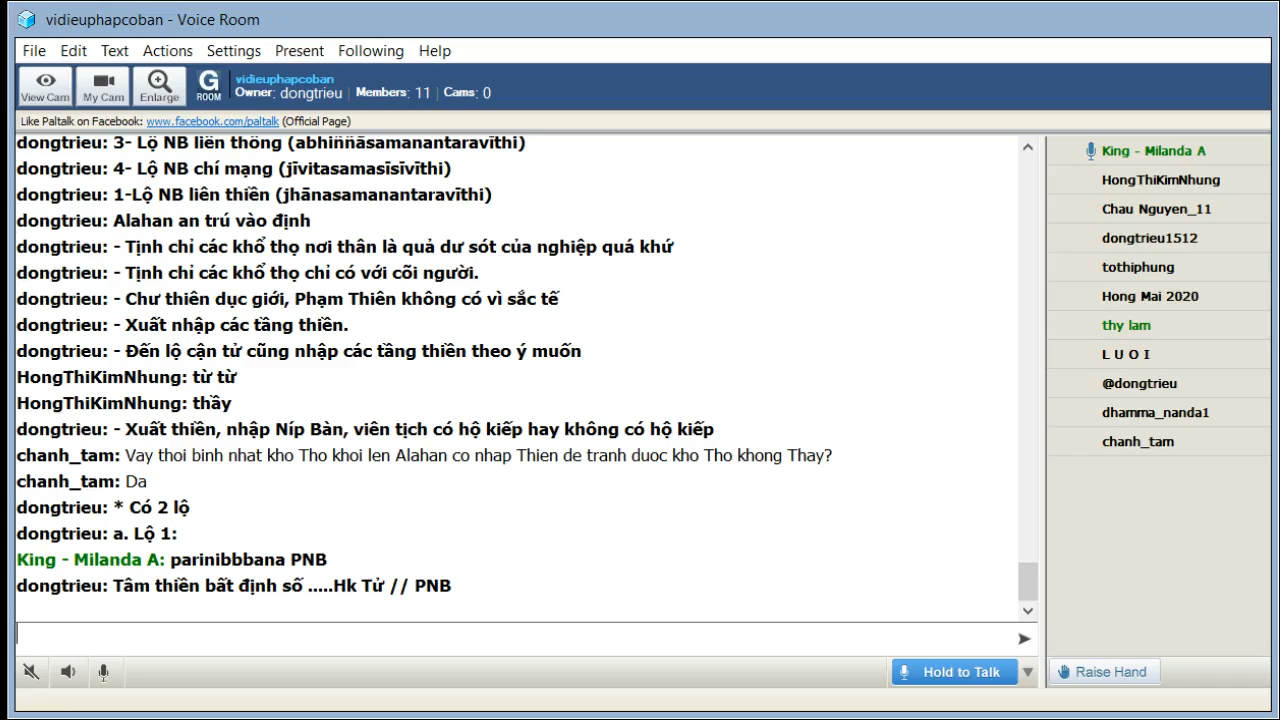 vidieuphapcoban - Voice Room
File Edit Text Actions Settings Present Following Help
View Cam My Cam Enlarge G ROOM vidieuphapcoban
Owner: dongtrieu | Members: 11 | Cams: 0
Like Paltalk on Facebook: www.facebook.com/paltalk (Official Page)
dongtrieu: 3- Lộ NB liên thông (abhiññāsamanantaravīthi)
dongtrieu: 4- Lộ NB chí mạng (jīvitasamasīsīvīthi)
dongtrieu: 1-Lộ NB liên thiền (jhānasamanantaravīthi)
dongtrieu: Alahan an trú vào định
dongtrieu: - Tịnh chỉ các khổ thọ nơi thân là quả dư sót của nghiệp quá khứ
dongtrieu: - Tịnh chỉ các khổ thọ chỉ có với cõi người.
dongtrieu: - Chư thiên dục giới, Phạm Thiên không có vì sắc tế
dongtrieu: - Xuất nhập các tầng thiền.
dongtrieu: - Đến lộ cận tử cũng nhập các tầng thiền theo ý muốn
HongThiKimNhung: từ từ
HongThiKimNhung: thầy
dongtrieu: - Xuất thiền, nhập Níp Bàn, viên tịch có hộ kiếp hay không có hộ kiếp
chanh_tam: Vay thoi binh nhat kho Tho khoi len Alahan co nhap Thien de tranh duoc kho Tho khong Thay?
chanh_tam: Da
dongtrieu: * Có 2 lộ
dongtrieu: a. Lộ 1:
King - Milanda A: parinibbbana PNB
dongtrieu: Tâm thiền bất định số .....Hk Tử // PNB
Hold to Talk
King - Milanda A
HongThiKimNhung
Chau Nguyen_11
dongtrieu1512
tothiphung
Hong Mai 2020
thy lam
L U O I
@dongtrieu
dhamma_nanda1
chanh_tam
Raise Hand